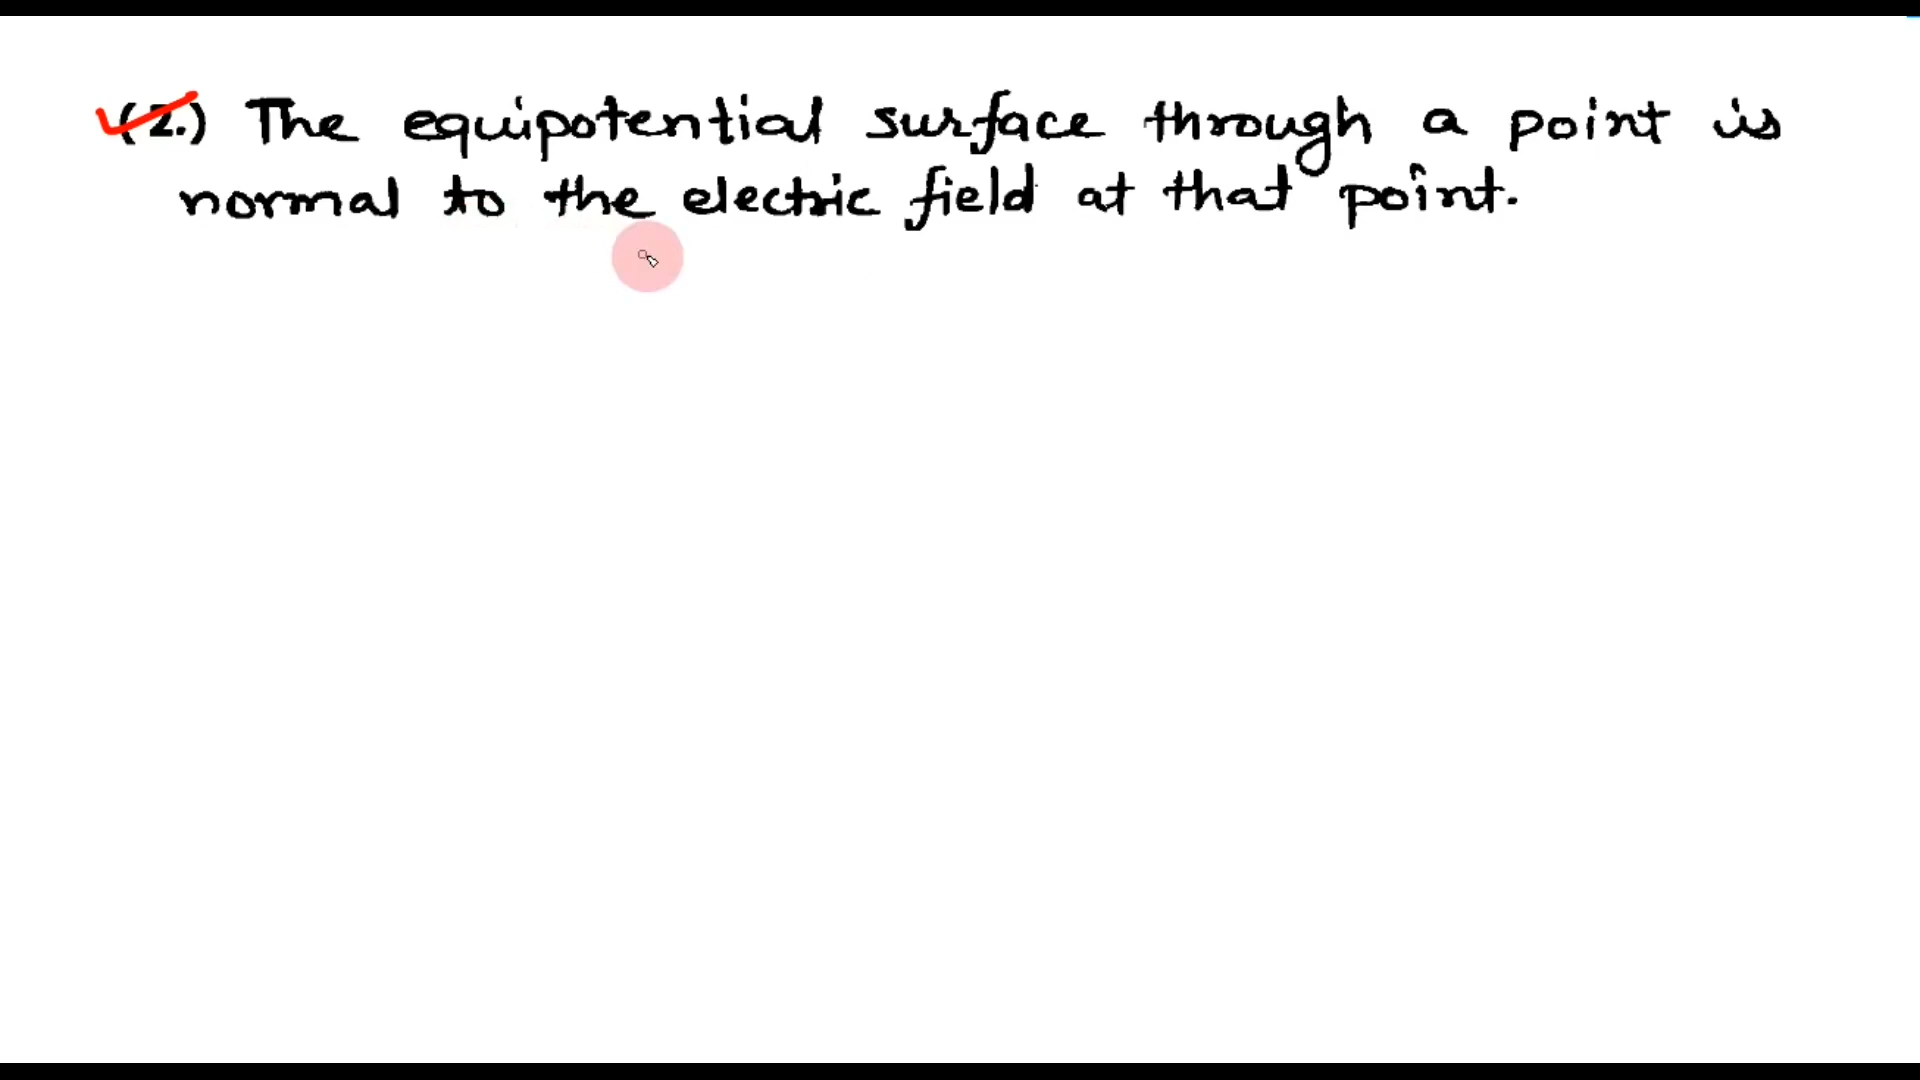 (2.) The equipotential surface through a point is
normal to the electric field at that point.